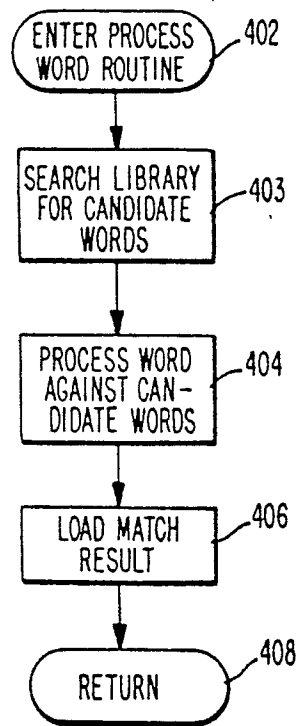 ENTER PROCESS
WORD ROUTINE
402
SEARCH LIBRARY
FOR CANDIDATE
WORDS
403
PROCESS WORD
AGAINST CAN-
DIDATE WORDS
404
LOAD MATCH
RESULT
406
RETURN
408